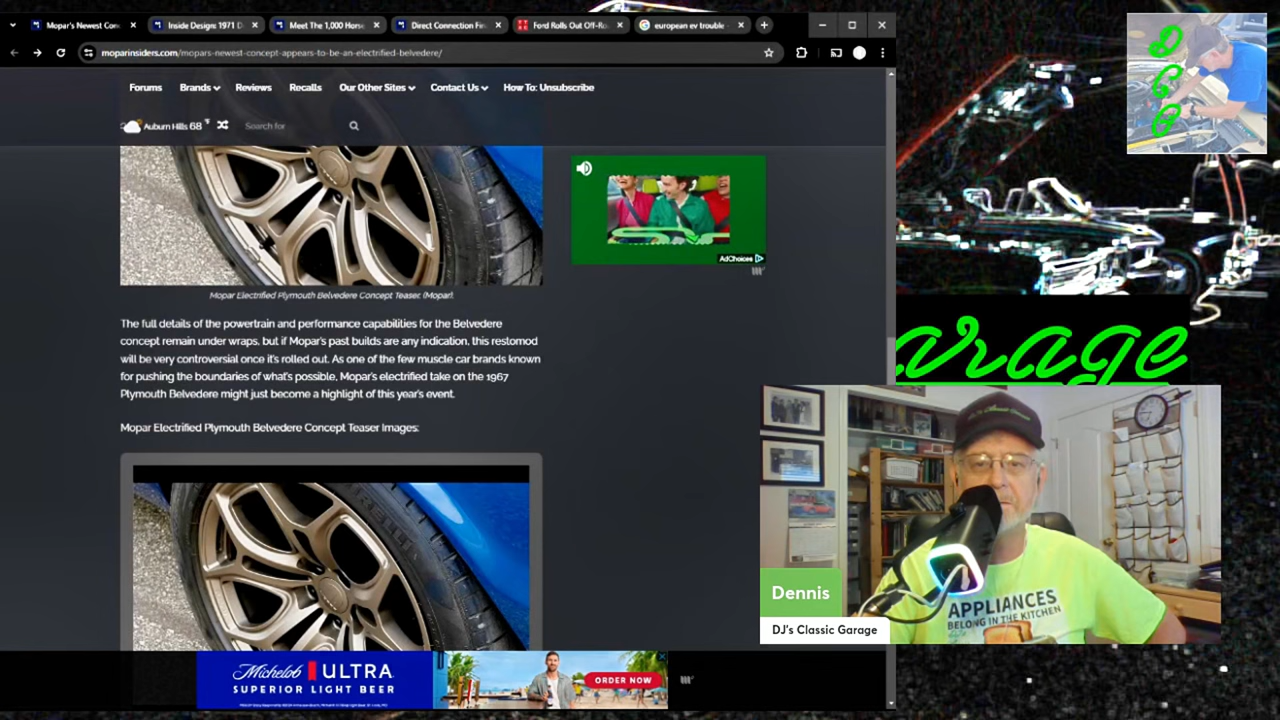 Mopar's Newest Conc
Inside Design: 1971 D
Meet The 1,000 Horse
Direct Connection Fir
Ford Rolls Out Off-Ro
european ev trouble -
moparinsiders.com/mopars-newest-concept-appears-to-be-an-electrified-belvedere/
Forums Brands Reviews Recalls Our Other Sites Contact Us How To: Unsubscribe
Auburn Hills 68 °F Search for
AdChoices
Mopar Electrified Plymouth Belvedere Concept Teaser. (Mopar).
The full details of the powertrain and performance capabilities for the Belvedere
concept remain under wraps, but if Mopar's past builds are any indication, this restomod
will be very controversial once it's rolled out. As one of the few muscle car brands known
for pushing the boundaries of what's possible, Mopar's electrified take on the 1967
Plymouth Belvedere might just become a highlight of this year's event.
Mopar Electrified Plymouth Belvedere Concept Teaser Images:
Michelob ULTRA
SUPERIOR LIGHT BEER
ORDER NOW
DGC
arage
APPLIANCES
BELONG IN THE KITCHEN
Dennis
DJ's Classic Garage